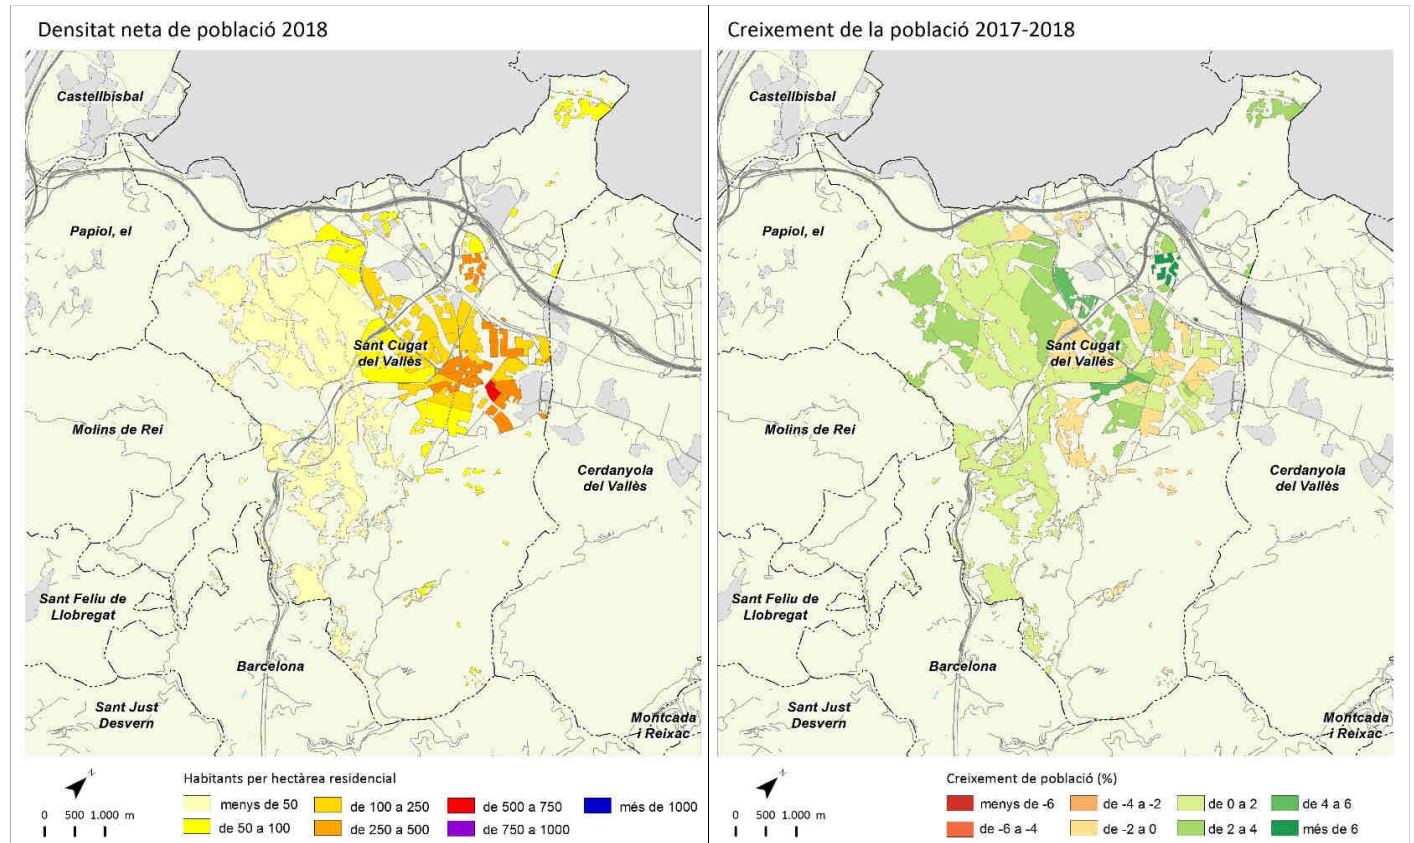 Densitat neta de població 2018
Castellbisbal
Papiol, el
Sant Cugat
del Vallès
Molins de Rei
Cerdanyola
del Vallès
Sant Feliu de
Llobregat
Barcelona
Sant Just
Desvern
Montcada
i Reixac
N
0 500 1.000 m
Habitants per hectàrea residencial
menys de 50
de 50 a 100
de 100 a 250
de 250 a 500
de 500 a 750
de 750 a 1000
més de 1000
Creixement de la població 2017-2018
Castellbisbal
Papiol, el
Sant Cugat
del Vallès
Molins de Rei
Cerdanyola
del Vallès
Sant Feliu de
Llobregat
Barcelona
Sant Just
Desvern
Montcada
i Reixac
N
0 500 1.000 m
Creixement de població (%)
menys de -6
de -6 a -4
de -4 a -2
de -2 a 0
de 0 a 2
de 2 a 4
de 4 a 6
més de 6